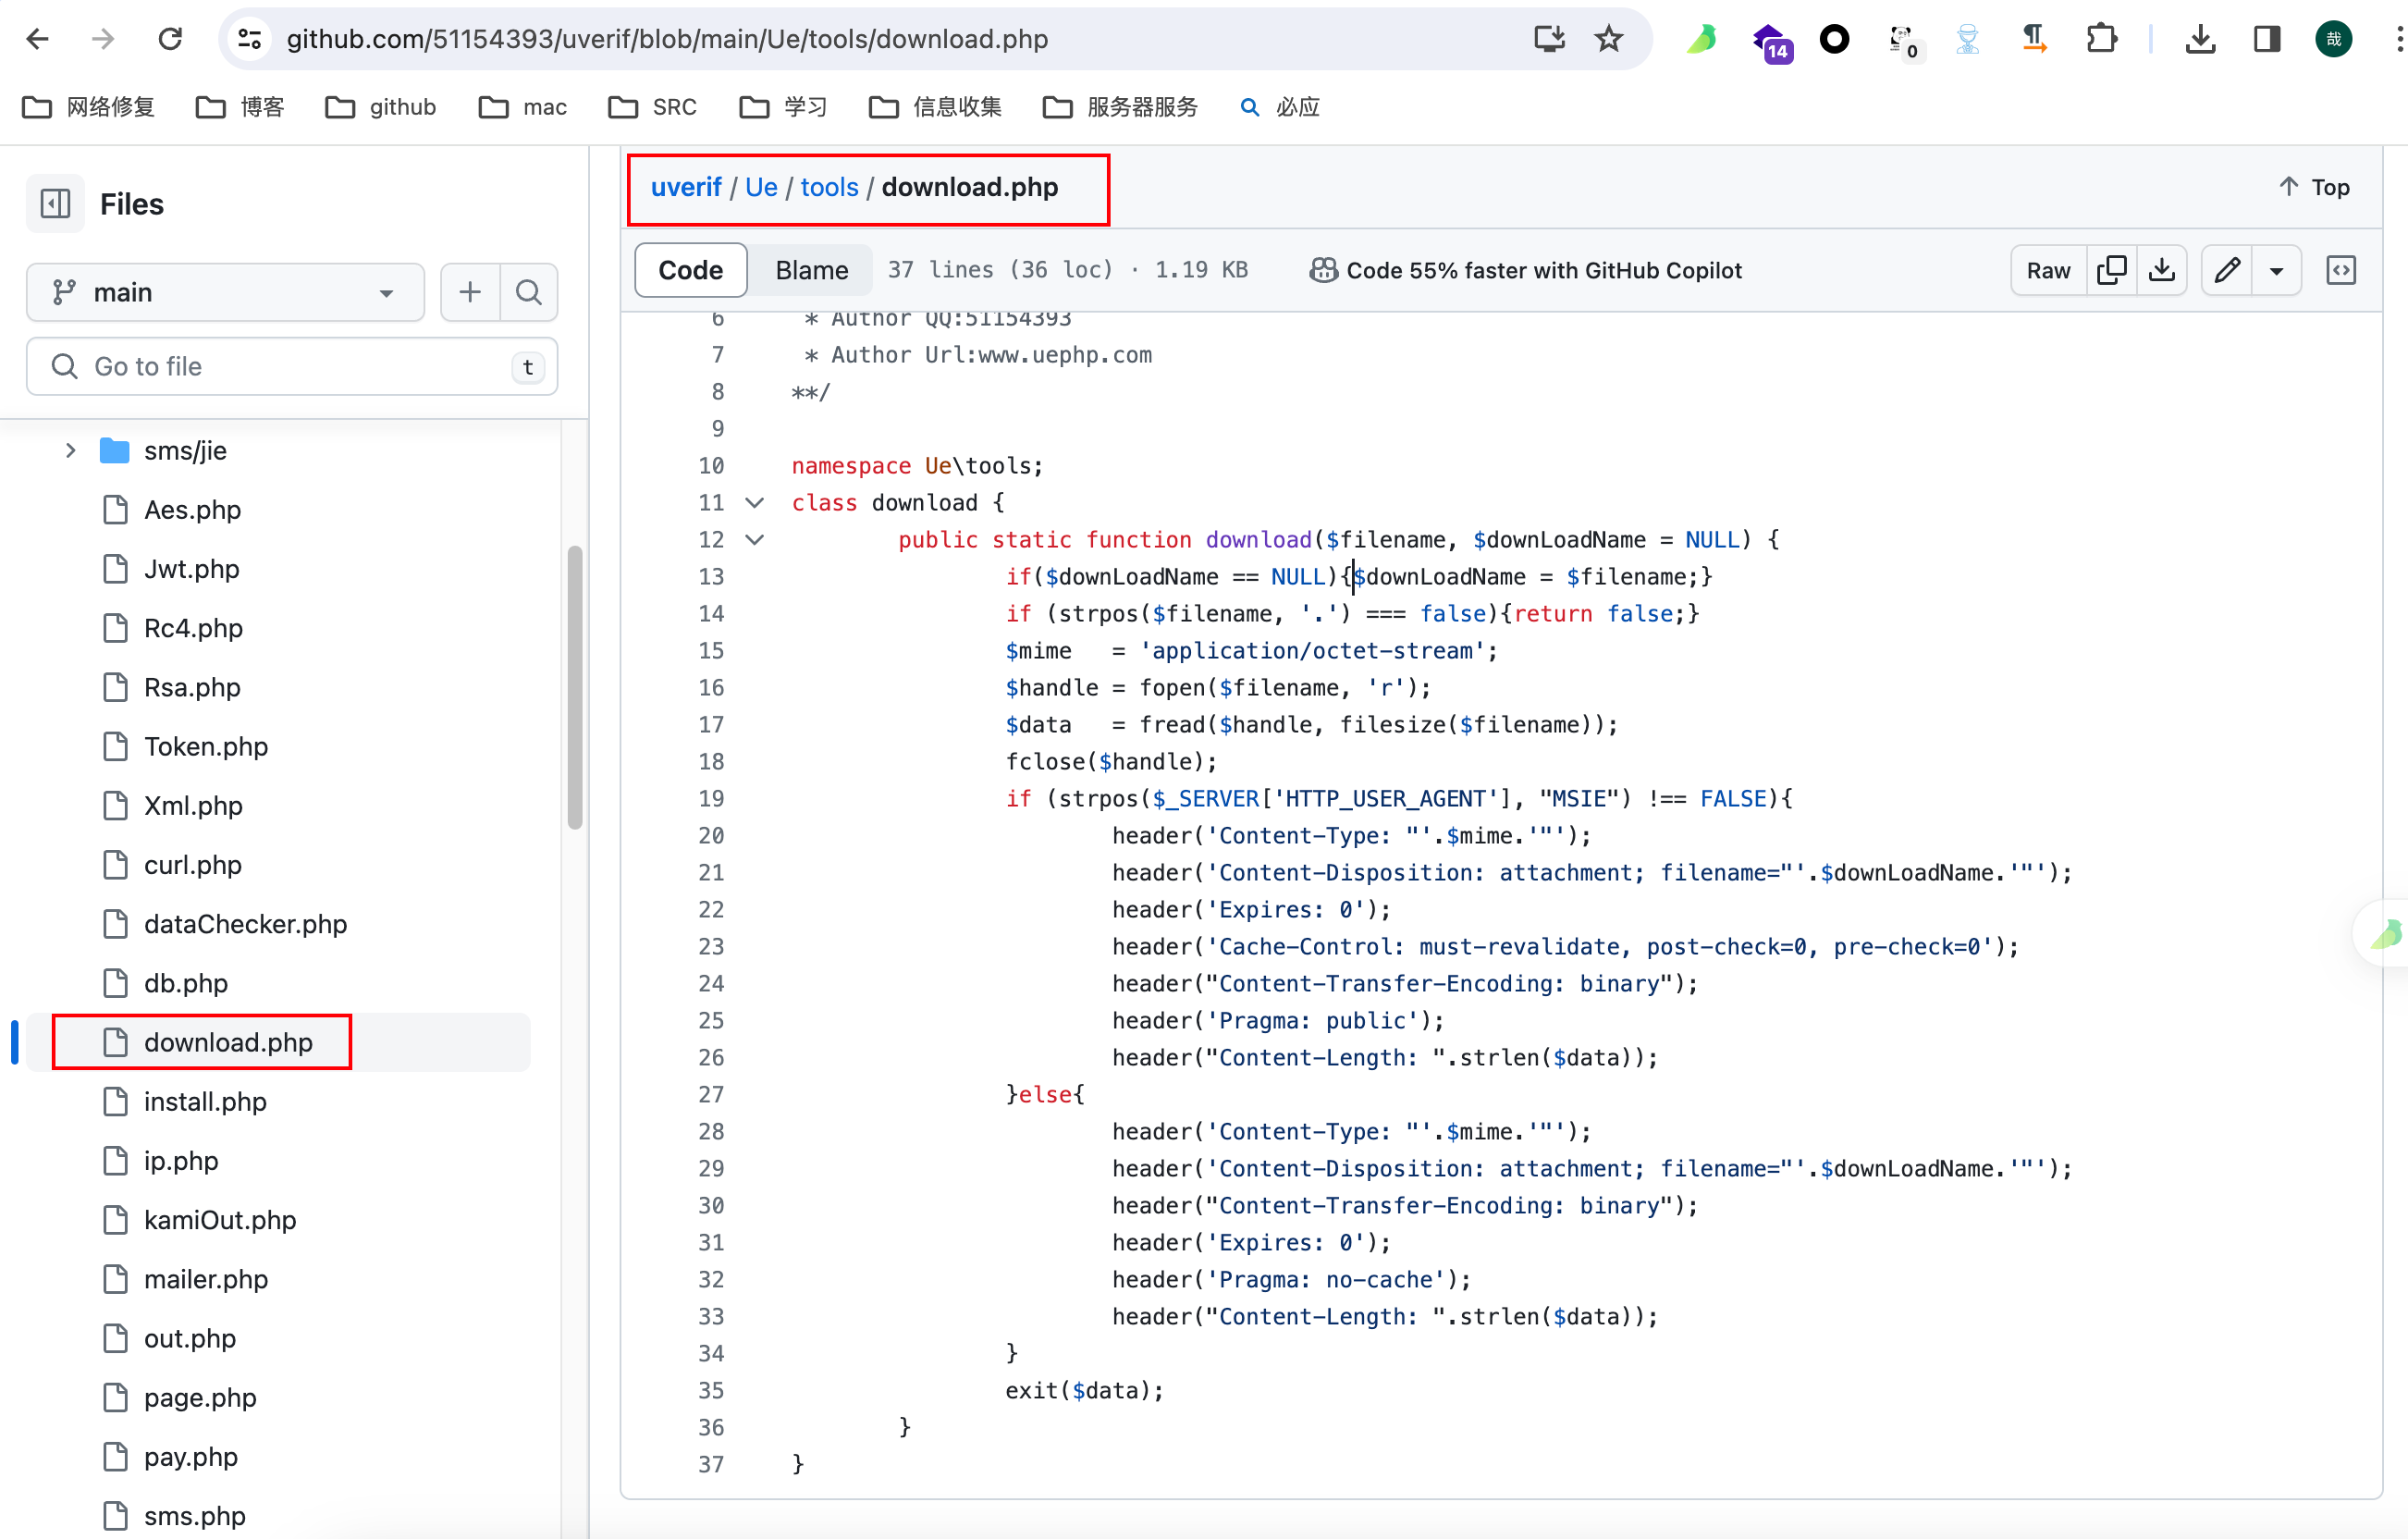 github.com/51154393/uverif/blob/main/Ue/tools/download.php
14
0
哉
网络修复 博客 github mac SRC 学习 信息收集 服务器服务 必应
Files
uverif / Ue / tools / download.php
Top
main
Code Blame 37 lines (36 loc) · 1.19 KB Code 55% faster with GitHub Copilot Raw
Go to file t
sms/jie
Aes.php
Jwt.php
Rc4.php
Rsa.php
Token.php
Xml.php
curl.php
dataChecker.php
db.php
download.php
install.php
ip.php
kamiOut.php
mailer.php
out.php
page.php
pay.php
sms.php
6 * Author QQ:51154393
7 * Author Url:www.uephp.com
8 **/
9
10 namespace Ue\tools;
11 class download {
12 public static function download($filename, $downLoadName = NULL) {
13 if($downLoadName == NULL){$downLoadName = $filename;}
14 if (strpos($filename, '.') === false){return false;}
15 $mime   = 'application/octet-stream';
16 $handle = fopen($filename, 'r');
17 $data   = fread($handle, filesize($filename));
18 fclose($handle);
19 if (strpos($_SERVER['HTTP_USER_AGENT'], "MSIE") !== FALSE){
20 header('Content-Type: "'.$mime.'"');
21 header('Content-Disposition: attachment; filename="'.$downLoadName.'"');
22 header('Expires: 0');
23 header('Cache-Control: must-revalidate, post-check=0, pre-check=0');
24 header("Content-Transfer-Encoding: binary");
25 header('Pragma: public');
26 header("Content-Length: ".strlen($data));
27 }else{
28 header('Content-Type: "'.$mime.'"');
29 header('Content-Disposition: attachment; filename="'.$downLoadName.'"');
30 header("Content-Transfer-Encoding: binary");
31 header('Expires: 0');
32 header('Pragma: no-cache');
33 header("Content-Length: ".strlen($data));
34 }
35 exit($data);
36 }
37 }